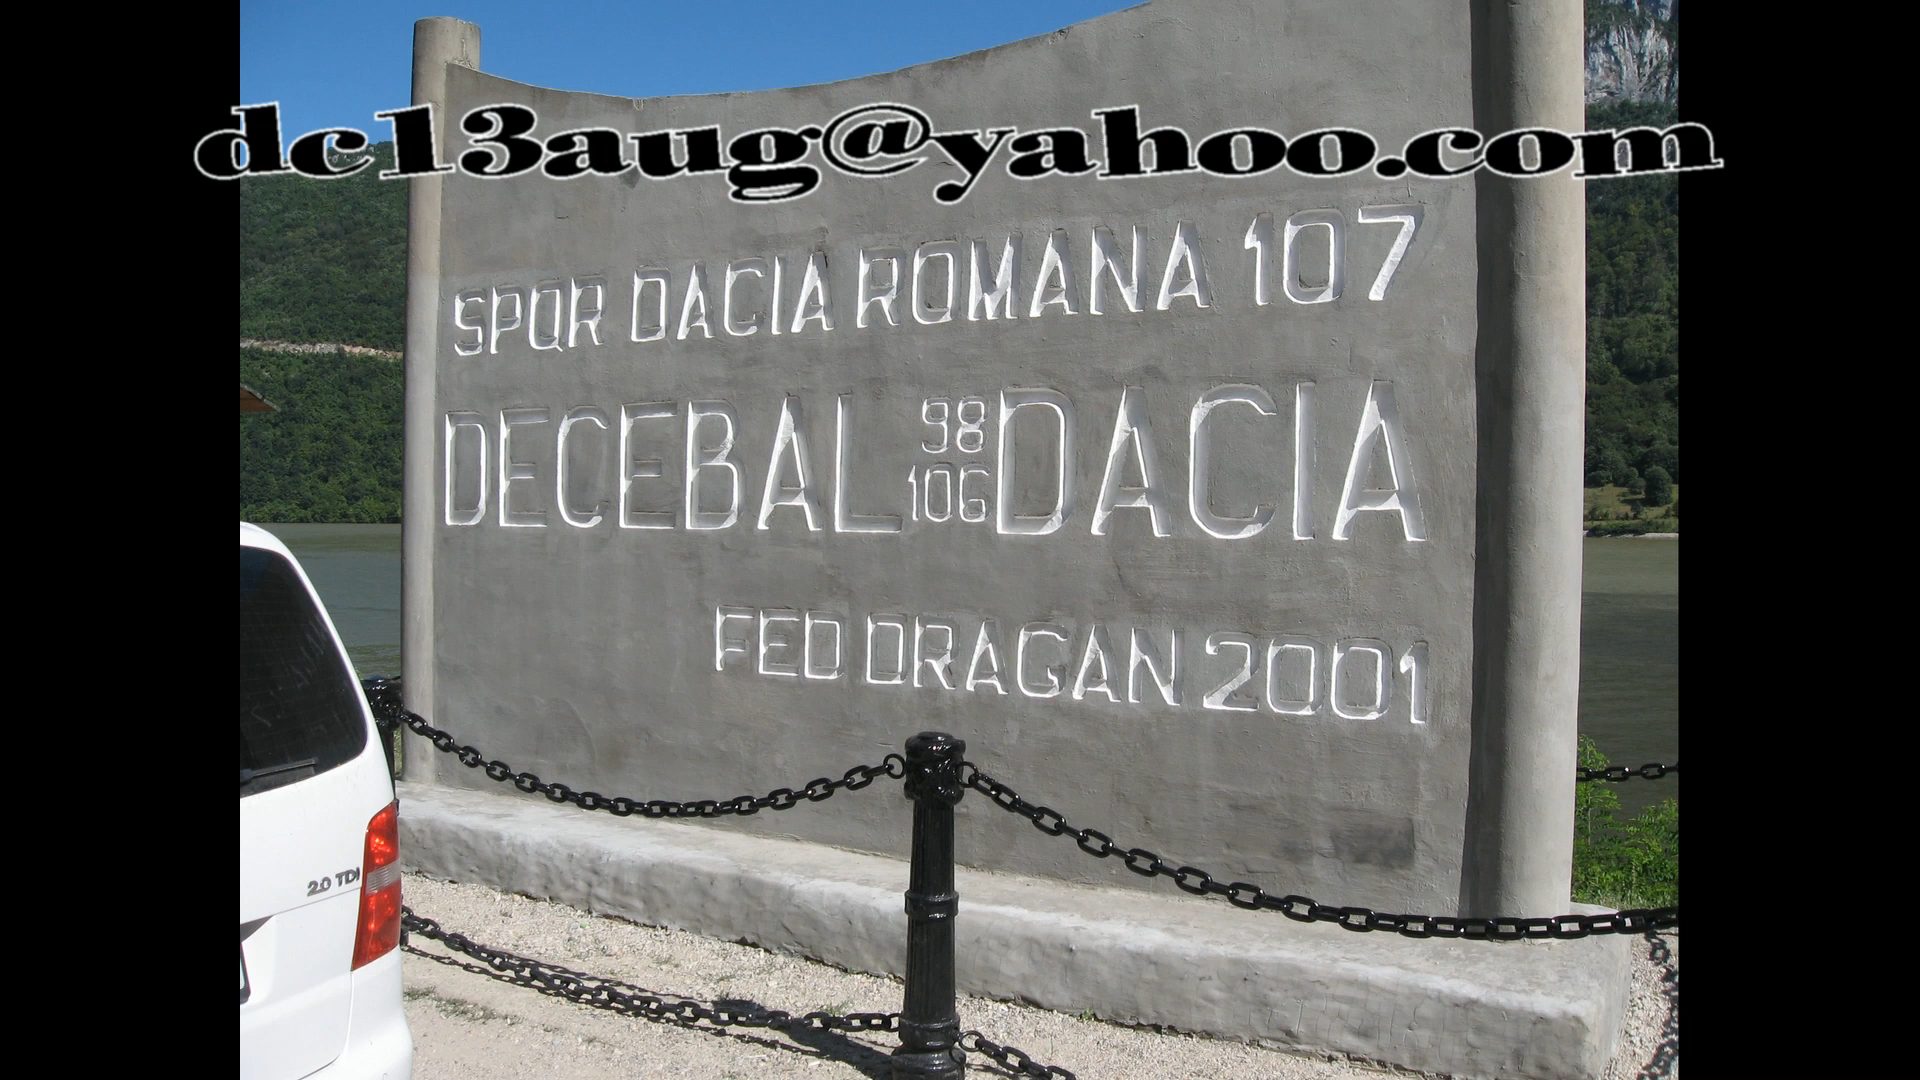 dc13aug@yahoo.com
SPQR DACIA ROMANA 107
DECEBAL 98 106 DACIA
FED DRAGAN 2001
2.0 TDI